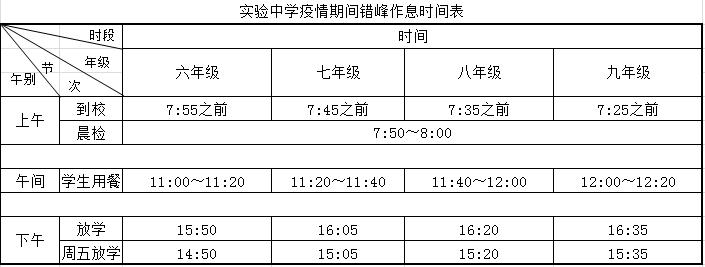 实验中学疫情期间错峰作息时间表
时段 时间
年级
节次
午别
六年级 七年级 八年级 九年级
上午 到校 7:55之前 7:45之前 7:35之前 7:25之前
晨检 7:50～8:00
午间 学生用餐 11:00～11:20 11:20～11:40 11:40～12:00 12:00～12:20
下午 放学 15:50 16:05 16:20 16:35
周五放学 14:50 15:05 15:20 15:35